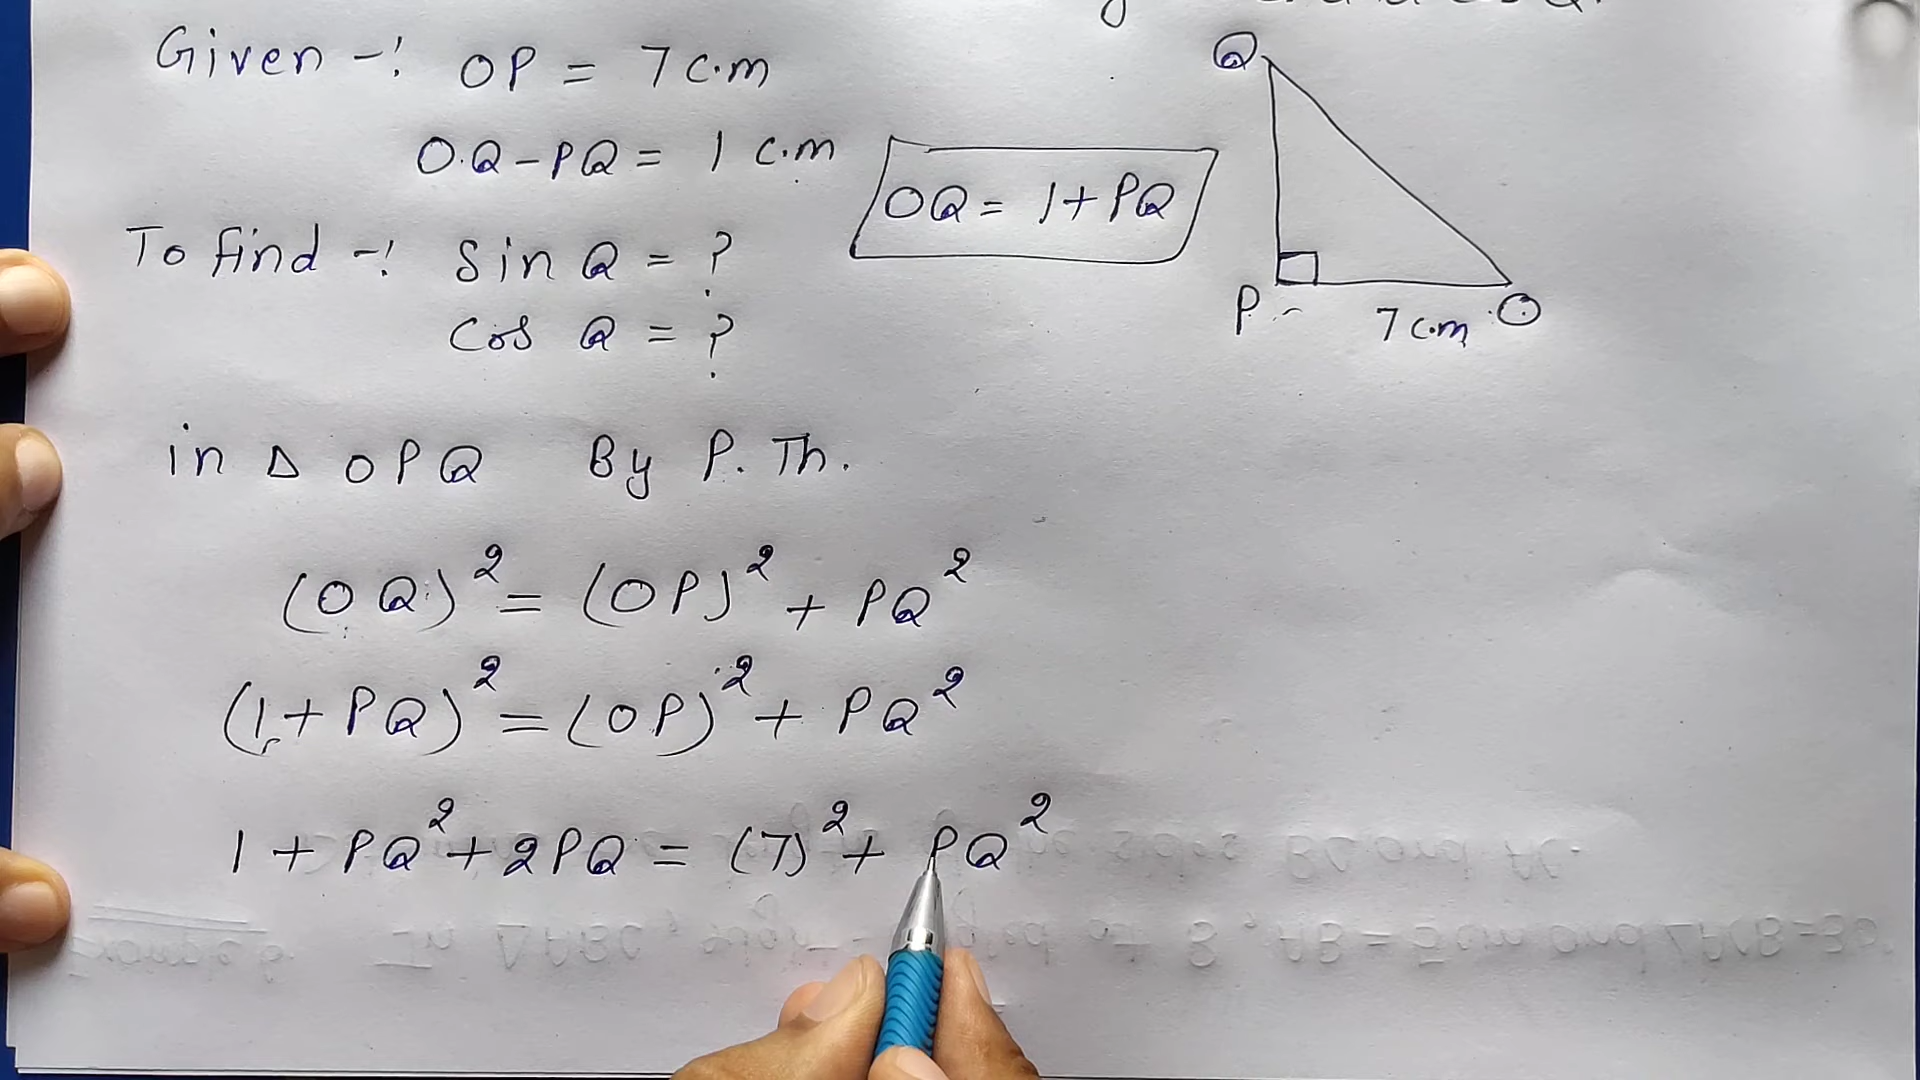 Given -: OP = 7 c.m
OQ - PQ = 1 c.m
OQ = 1 + PQ
To find -: Sin Q = ?
Cos Q = ?
Q
P
7 cm
O
in Δ OPQ By P. Th.
(OQ)² = (OP)² + PQ²
(1 + PQ)² = (OP)² + PQ²
1 + PQ² + 2PQ = (7)² + PQ²